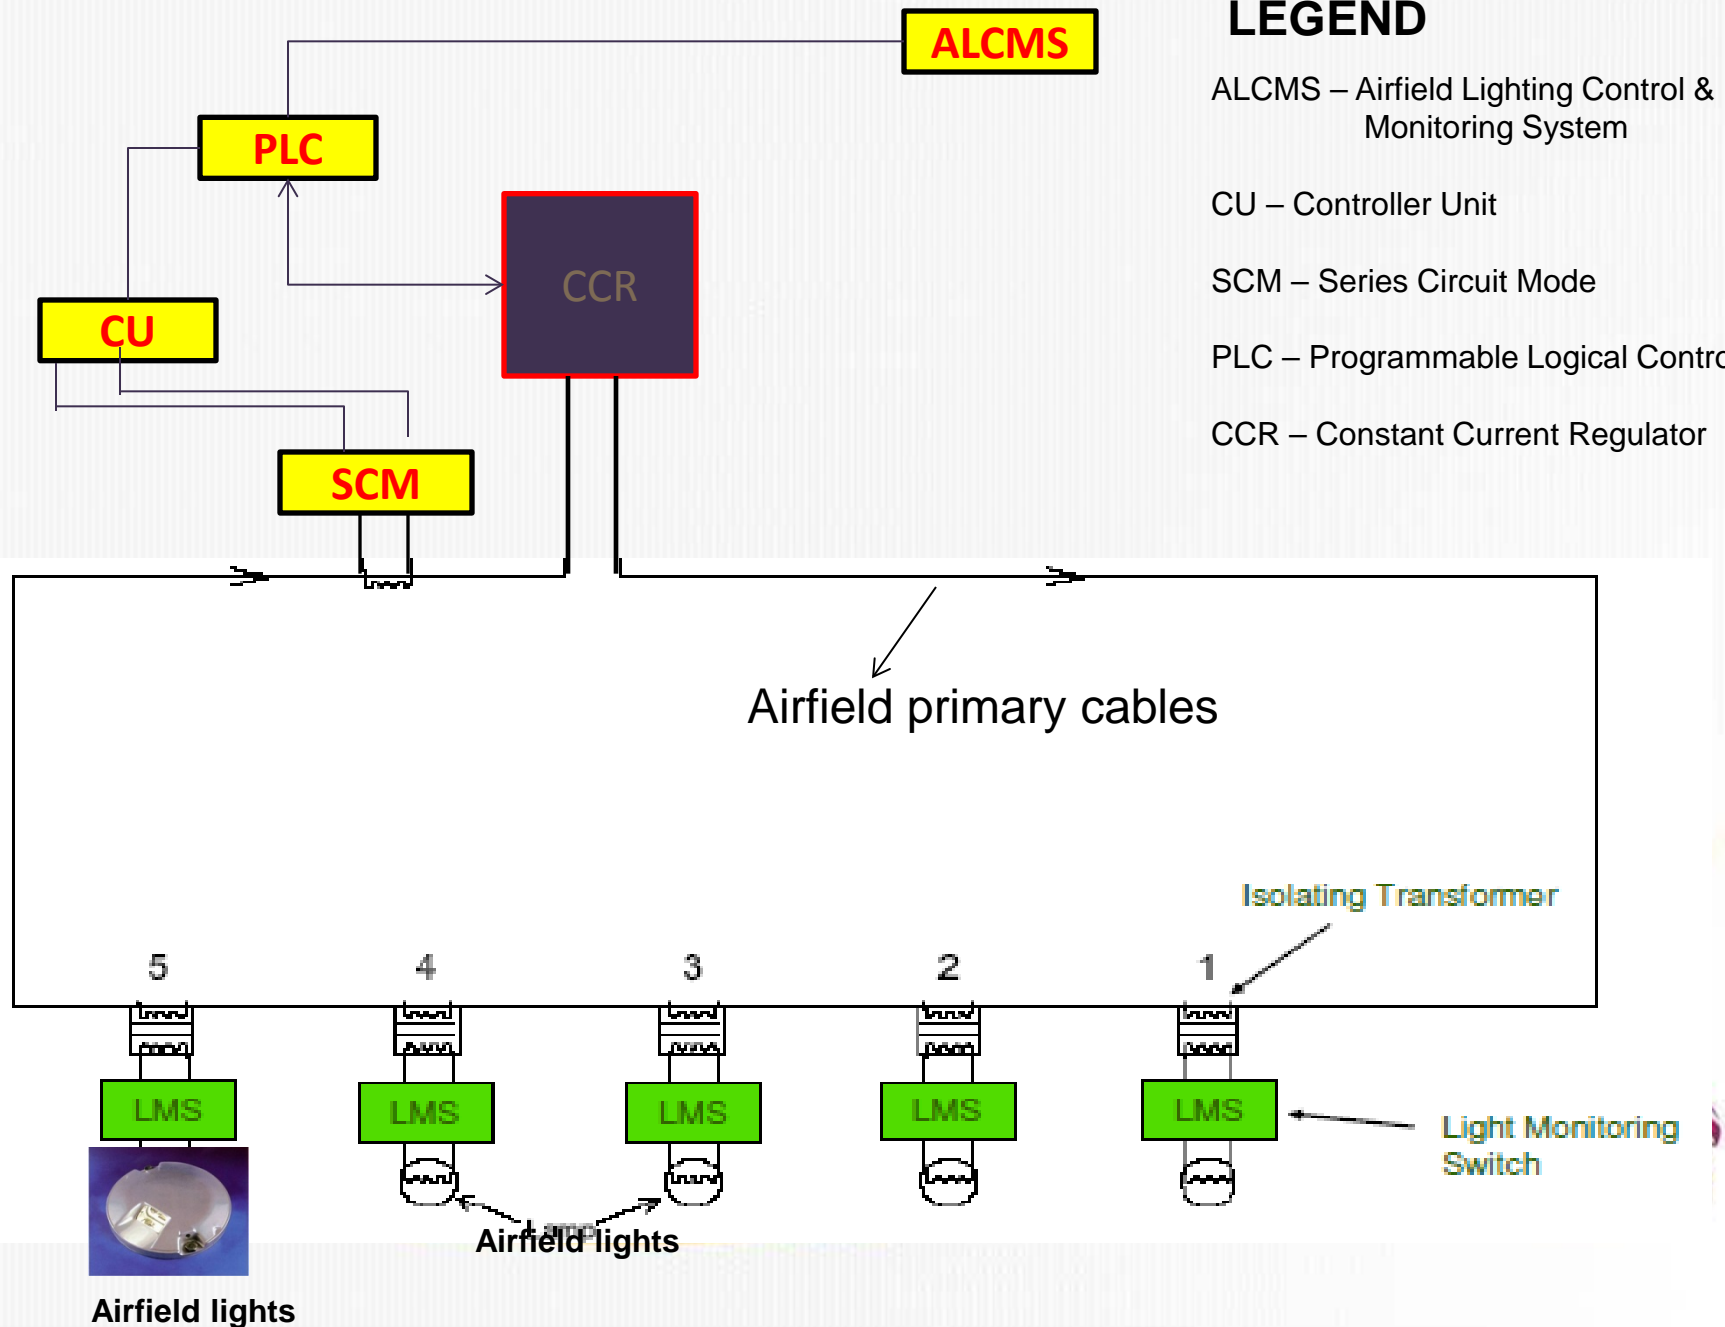 LEGEND
ALCMS
ALCMS – Airfield Lighting Control &
Monitoring System
PLC
CU – Controller Unit
CCR
SCM – Series Circuit Mode
CU
PLC – Programmable Logical Contro
CCR – Constant Current Regulator
SCM
Airfield primary cables
Isolating Transformer
5 4 3 2 1
LMS LMS LMS LMS LMS
Light Monitoring
Switch
Lamp
Airfield lights
Airfield lights